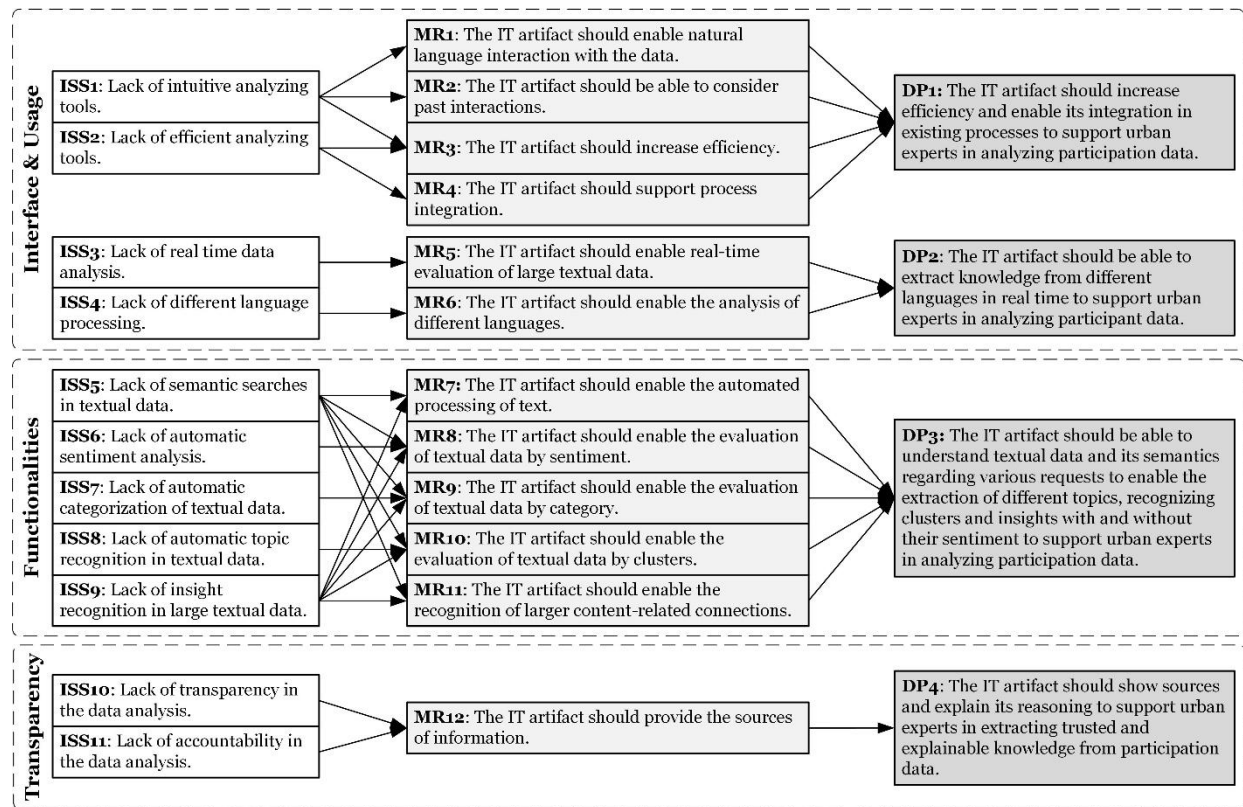 Interface & Usage
ISS1: Lack of intuitive analyzing
tools.
ISS2: Lack of efficient analyzing
tools.
MR1: The IT artifact should enable natural
language interaction with the data.
MR2: The IT artifact should be able to consider
past interactions.
MR3: The IT artifact should increase efficiency.
MR4: The IT artifact should support process
integration.
DP1: The IT artifact should increase
efficiency and enable its integration in
existing processes to support urban
experts in analyzing participation data.
ISS3: Lack of real time data
analysis.
ISS4: Lack of different language
processing.
MR5: The IT artifact should enable real-time
evaluation of large textual data.
MR6: The IT artifact should enable the analysis of
different languages.
DP2: The IT artifact should be able to
extract knowledge from different
languages in real time to support urban
experts in analyzing participant data.
Functionalities
ISS5: Lack of semantic searches
in textual data.
ISS6: Lack of automatic
sentiment analysis.
ISS7: Lack of automatic
categorization of textual data.
ISS8: Lack of automatic topic
recognition in textual data.
ISS9: Lack of insight
recognition in large textual data.
MR7: The IT artifact should enable the automated
processing of text.
MR8: The IT artifact should enable the evaluation
of textual data by sentiment.
MR9: The IT artifact should enable the evaluation
of textual data by category.
MR10: The IT artifact should enable the
evaluation of textual data by clusters.
MR11: The IT artifact should enable the
recognition of larger content-related connections.
DP3: The IT artifact should be able to
understand textual data and its semantics
regarding various requests to enable the
extraction of different topics, recognizing
clusters and insights with and without
their sentiment to support urban experts
in analyzing participation data.
Transparency
ISS10: Lack of transparency in
the data analysis.
ISS11: Lack of accountability in
the data analysis.
MR12: The IT artifact should provide the sources
of information.
DP4: The IT artifact should show sources
and explain its reasoning to support urban
experts in extracting trusted and
explainable knowledge from participation
data.